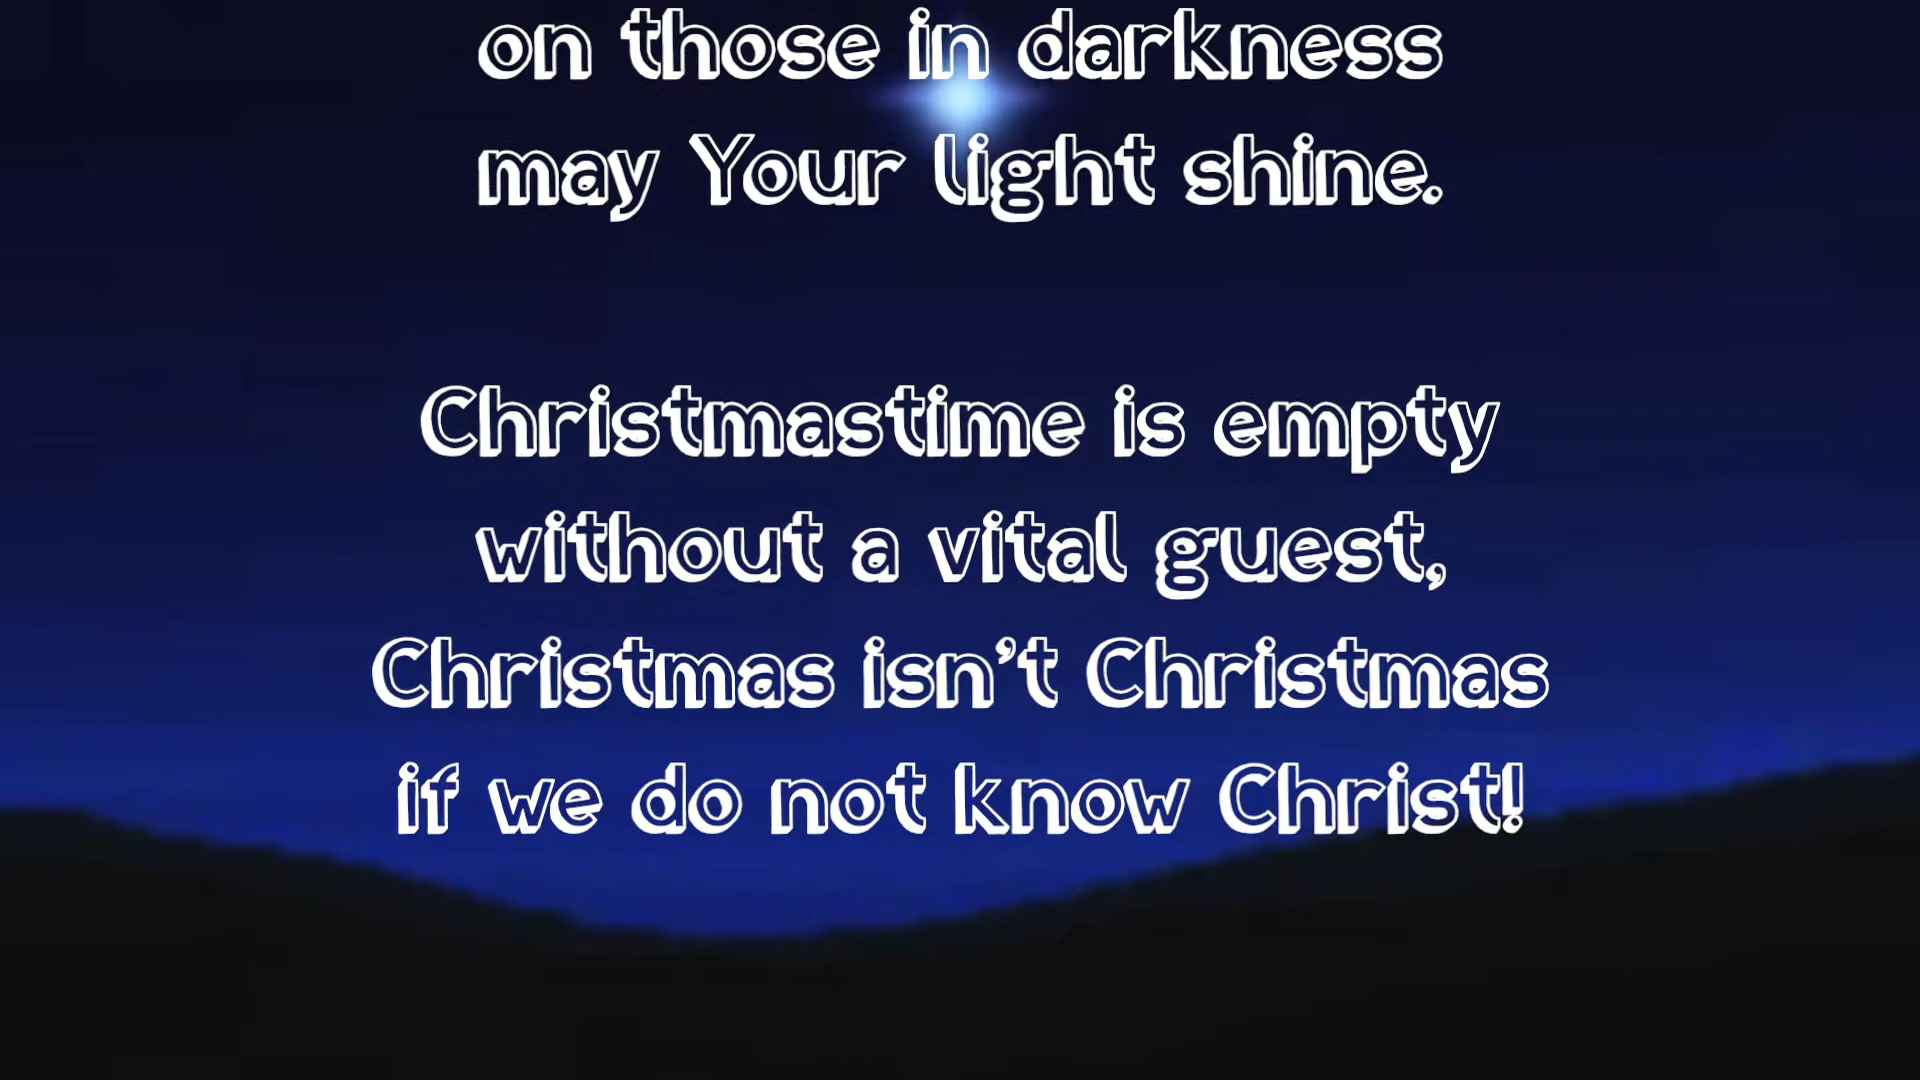 on those in darkness
may Your light shine.
Christmastime is empty
without a vital guest,
Christmas isn't Christmas
if we do not know Christ!